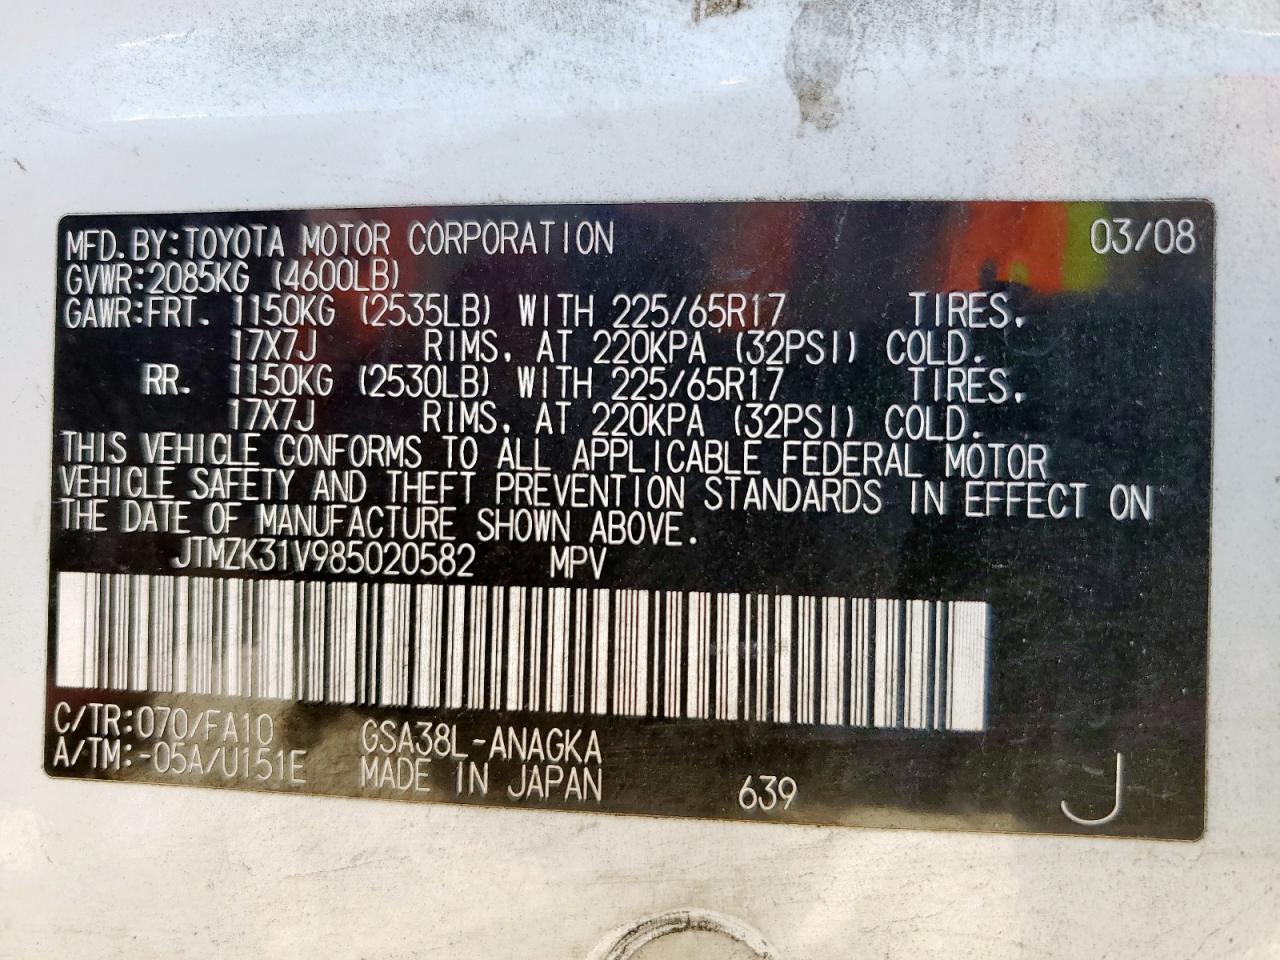 MFD. BY: TOYOTA MOTOR CORPORATION 03/08
GVWR: 2085KG (4600LB)
GAWR: FRT. 1150KG (2535LB) WITH 225/65R17 TIRES,
17X7J RIMS, AT 220KPA (32PSI) COLD.
RR. 1150KG (2530LB) WITH 225/65R17 TIRES,
17X7J RIMS, AT 220KPA (32PSI) COLD.
THIS VEHICLE CONFORMS TO ALL APPLICABLE FEDERAL MOTOR
VEHICLE SAFETY AND THEFT PREVENTION STANDARDS IN EFFECT ON
THE DATE OF MANUFACTURE SHOWN ABOVE.
JTMZK31V985020582 MPV
C/TR: 070/FA10 GSA38L-ANAGKA
A/TM: -05A/U151E MADE IN JAPAN 639 J